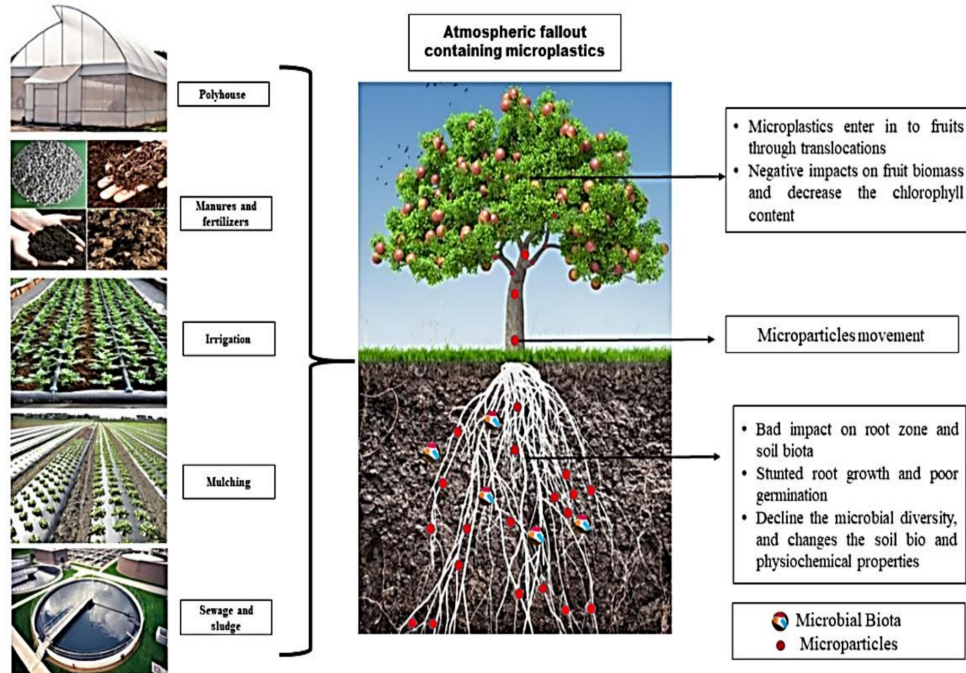 Atmospheric fallout
containing microplastics
Polyhouse
Manures and
fertilizers
Irrigation
Mulching
Sewage and
sludge
• Microplastics enter in to fruits
through translocations
• Negative impacts on fruit biomass
and decrease the chlorophyll
content
Microparticles movement
• Bad impact on root zone and
soil biota
• Stunted root growth and poor
germination
• Decline the microbial diversity,
and changes the soil bio and
physiochemical properties
Microbial Biota
Microparticles